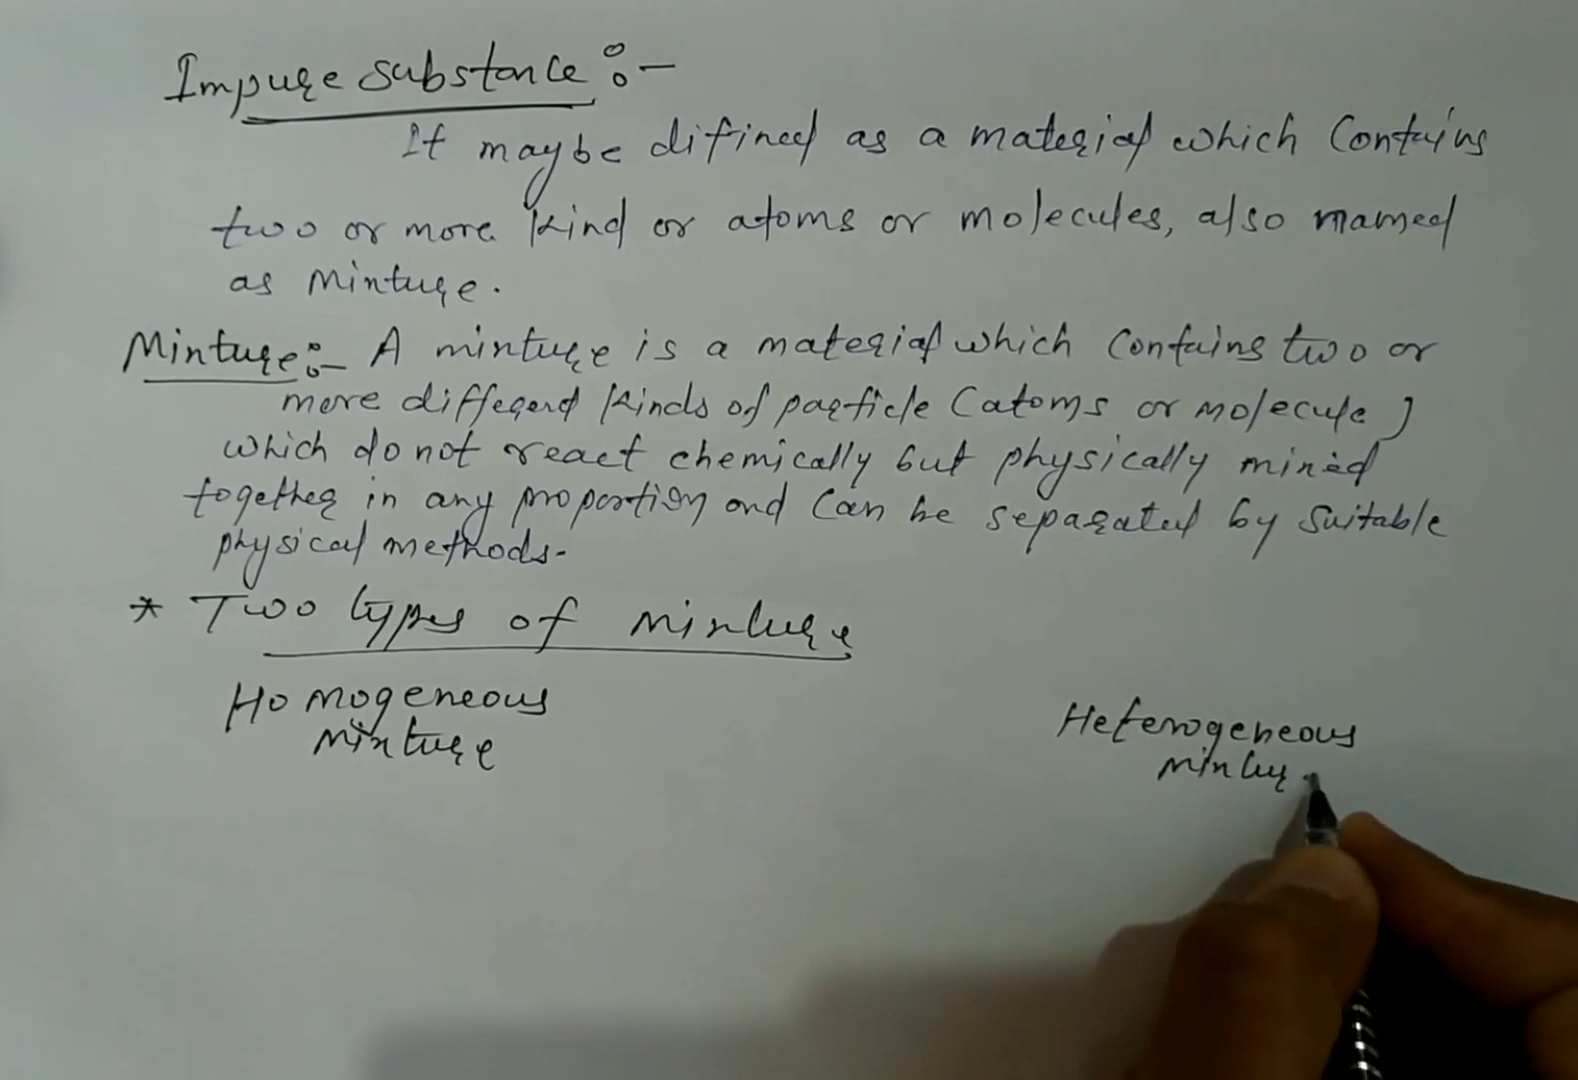 Impure substance :-
It maybe difined as a material which Contains
two or more kind or atoms or molecules, also named
as Mixture.
Mixture:- A mixture is a material which Contains two or
more differend kinds of particle (atoms or molecule)
which do not react chemically but physically mixed
together in any proportion and Can be separated by Suitable
physical methods-
* Two types of mixture
Homogeneous
Mixture
Heterogeneous
mixtur